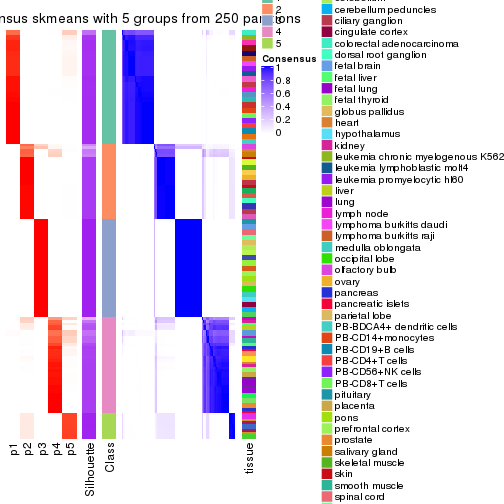 nsus skmeans with 5 groups from 250 partitions
2
4
5
Consensus
1
0.8
0.6
0.4
0.2
0
p1
p2
p3
p4
p5
Silhouette
Class
tissue
cerebellum peduncles
ciliary ganglion
cingulate cortex
colorectal adenocarcinoma
dorsal root ganglion
fetal brain
fetal liver
fetal lung
fetal thyroid
globus pallidus
heart
hypothalamus
kidney
leukemia chronic myelogenous K562
leukemia lymphoblastic molt4
leukemia promyelocytic hl60
liver
lung
lymph node
lymphoma burkitts daudi
lymphoma burkitts raji
medulla oblongata
occipital lobe
olfactory bulb
ovary
pancreas
pancreatic islets
parietal lobe
PB-BDCA4+ dendritic cells
PB-CD14+monocytes
PB-CD19+B cells
PB-CD4+T cells
PB-CD56+NK cells
PB-CD8+T cells
pituitary
placenta
pons
prefrontal cortex
prostate
salivary gland
skeletal muscle
skin
smooth muscle
spinal cord